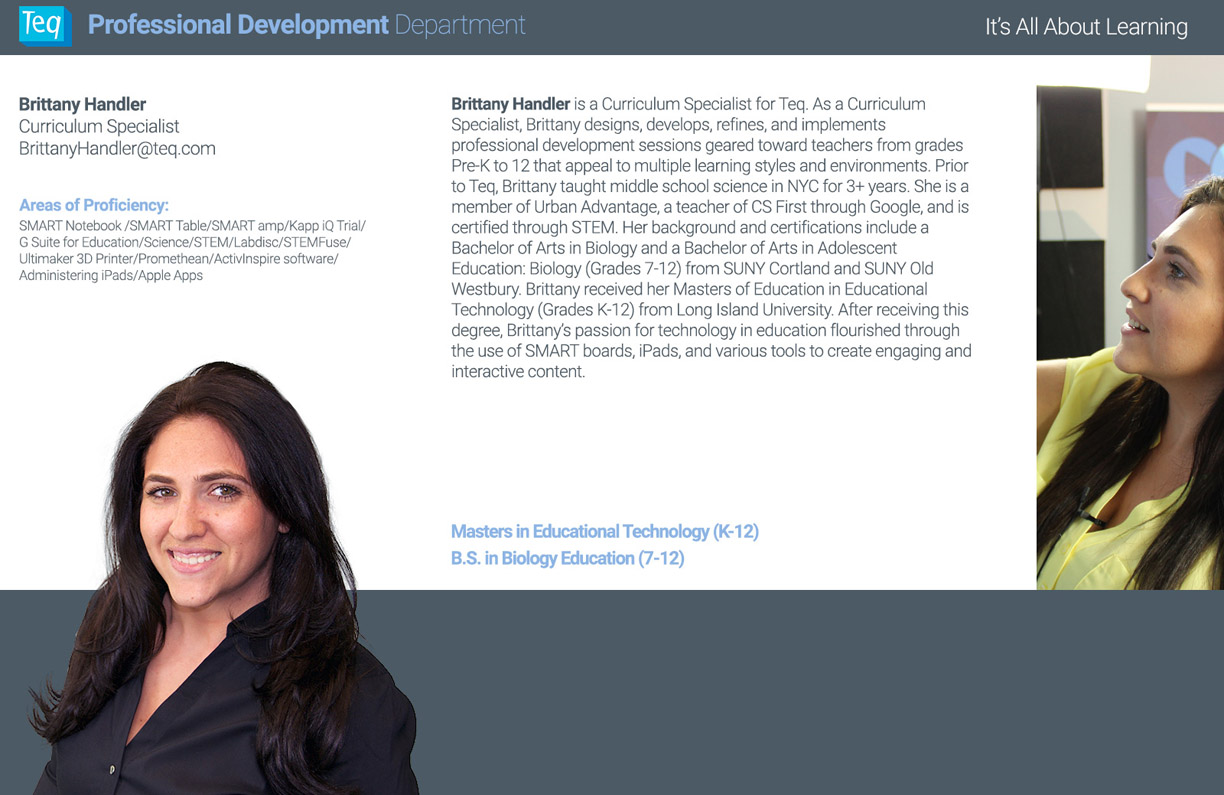 Teq Professional Development Department
It's All About Learning
Brittany Handler
Curriculum Specialist
BrittanyHandler@teq.com
Areas of Proficiency:
SMART Notebook /SMART Table/SMART amp/Kapp iQ Trial/
G Suite for Education/Science/STEM/Labdisc/STEMFuse/
Ultimaker 3D Printer/Promethean/ActivInspire software/
Administering iPads/Apple Apps
Brittany Handler is a Curriculum Specialist for Teq. As a Curriculum
Specialist, Brittany designs, develops, refines, and implements
professional development sessions geared toward teachers from grades
Pre-K to 12 that appeal to multiple learning styles and environments. Prior
to Teq, Brittany taught middle school science in NYC for 3+ years. She is a
member of Urban Advantage, a teacher of CS First through Google, and is
certified through STEM. Her background and certifications include a
Bachelor of Arts in Biology and a Bachelor of Arts in Adolescent
Education: Biology (Grades 7-12) from SUNY Cortland and SUNY Old
Westbury. Brittany received her Masters of Education in Educational
Technology (Grades K-12) from Long Island University. After receiving this
degree, Brittany's passion for technology in education flourished through
the use of SMART boards, iPads, and various tools to create engaging and
interactive content.
Masters in Educational Technology (K-12)
B.S. in Biology Education (7-12)